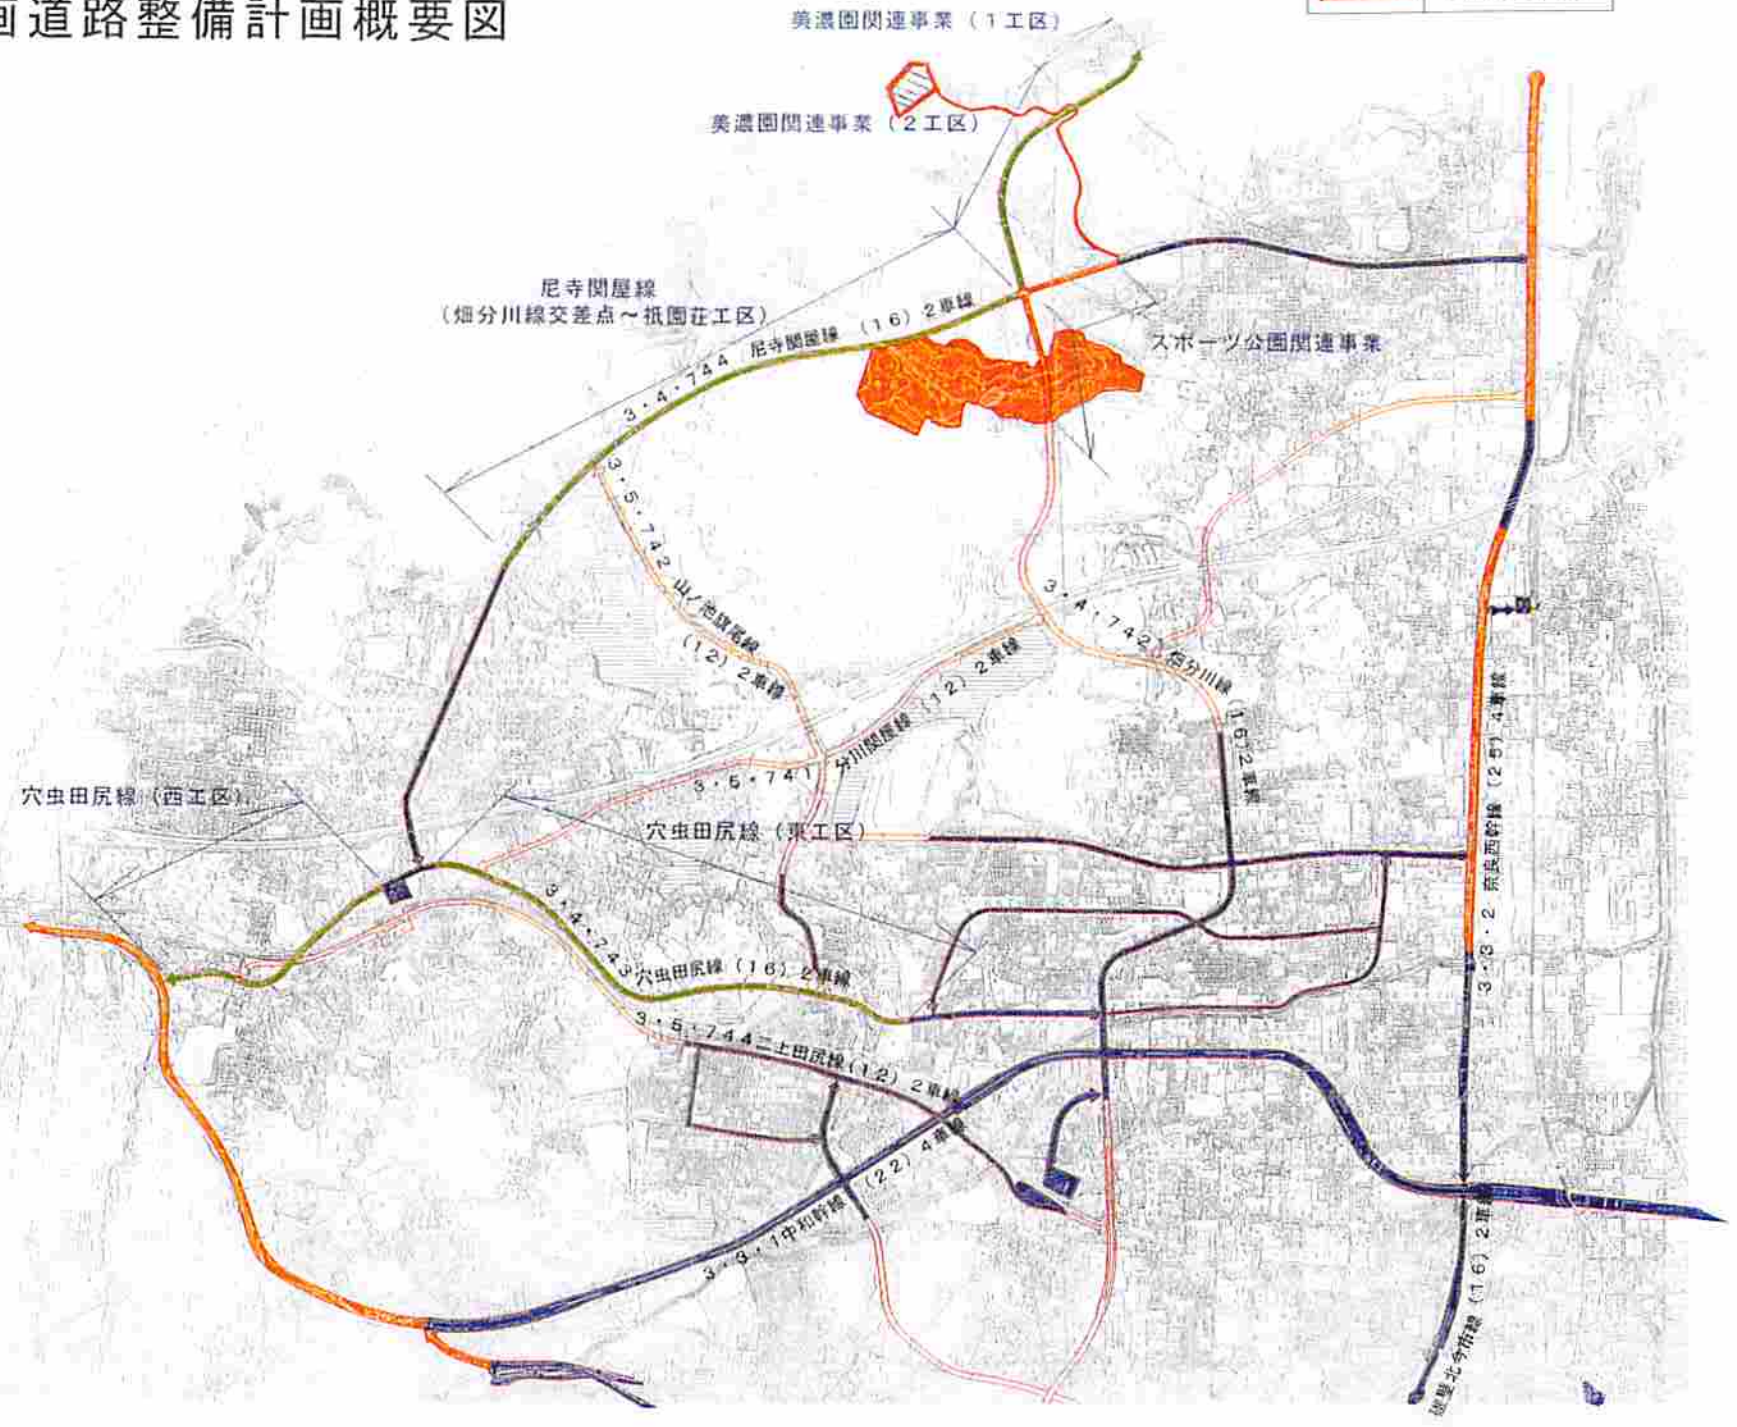 画道路整備計画概要図
美濃園関連事業(1工区)
美濃園関連事業(2工区)
尼寺関屋線
(畑分川線交差点～祇園荘工区)
3・4・744 尼寺関屋線 (16)2車線
スポーツ公園関連事業
3・5・742 山ノ池旗尾線
(12)2車線
3・4・742 畑分川線 (16)2車線
3・5・741 分川関屋線(12)2車線
穴虫田尻線(西工区)
穴虫田尻線(東工区)
3・4・743 穴虫田尻線(16)2車線
3・5・744二上田尻線(12)2車線
3・3・1中和幹線 (22)4車線
3・3・2 奈良西幹線(25)4車線
(16)2車線